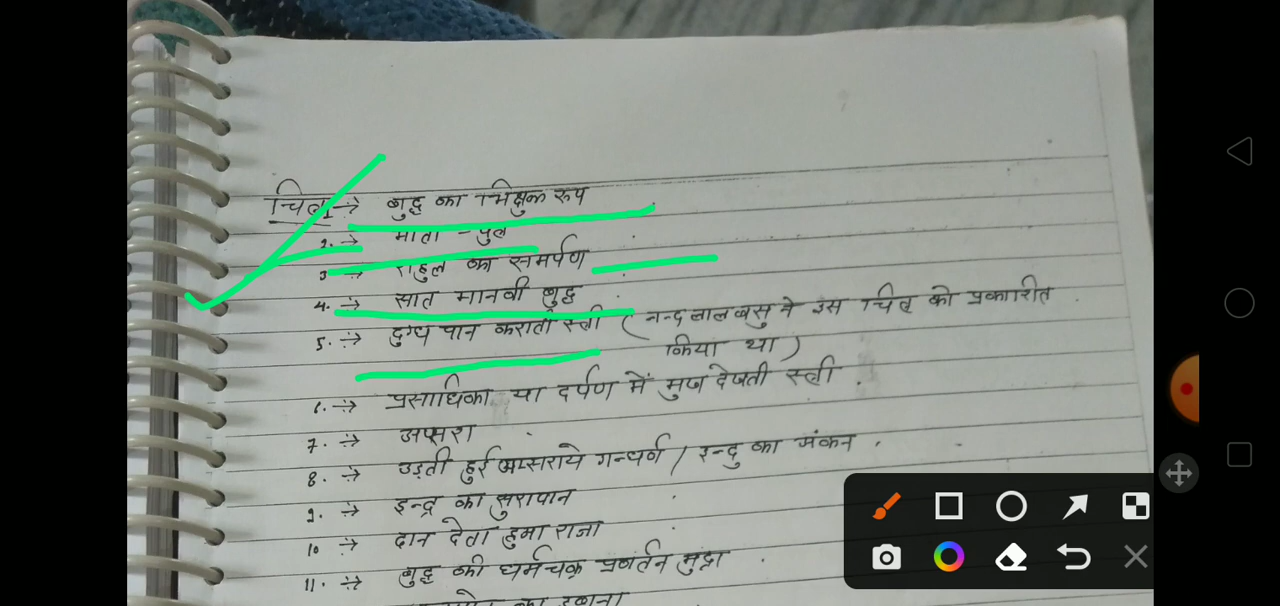 चित्र → बुद्ध का भिक्षुक रूप
2. → माता - पुत्र
3 → राहुल का समर्पण
4. → सात मानवी बुद्ध
5. → दुग्ध पान कराती स्त्री ( नन्दलाल बसु ने इस चित्र को प्रकाशित
किया था )
6. → प्रसाधिका या दर्पण में मुख देखती स्त्री .
7. → अप्सरा
8. → उड़ती हुई अप्सराये गन्धर्व / इन्दु का अंकन .
9. → इन्द्र का सुरापान
10 → दान देता हुआ राजा
11. → बुद्ध की धर्मचक्र प्रवर्तन मुद्रा
का